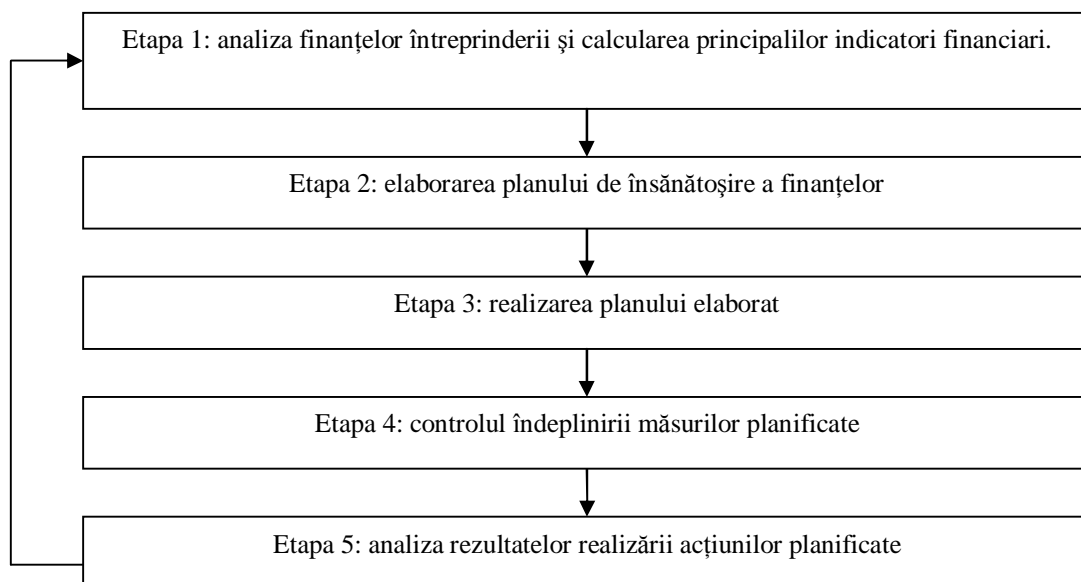 Etapa 1: analiza finanțelor întreprinderii și calcularea principalilor indicatori financiari.
Etapa 2: elaborarea planului de însănătoşire a finanțelor
Etapa 3: realizarea planului elaborat
Etapa 4: controlul îndeplinirii măsurilor planificate
Etapa 5: analiza rezultatelor realizării acțiunilor planificate